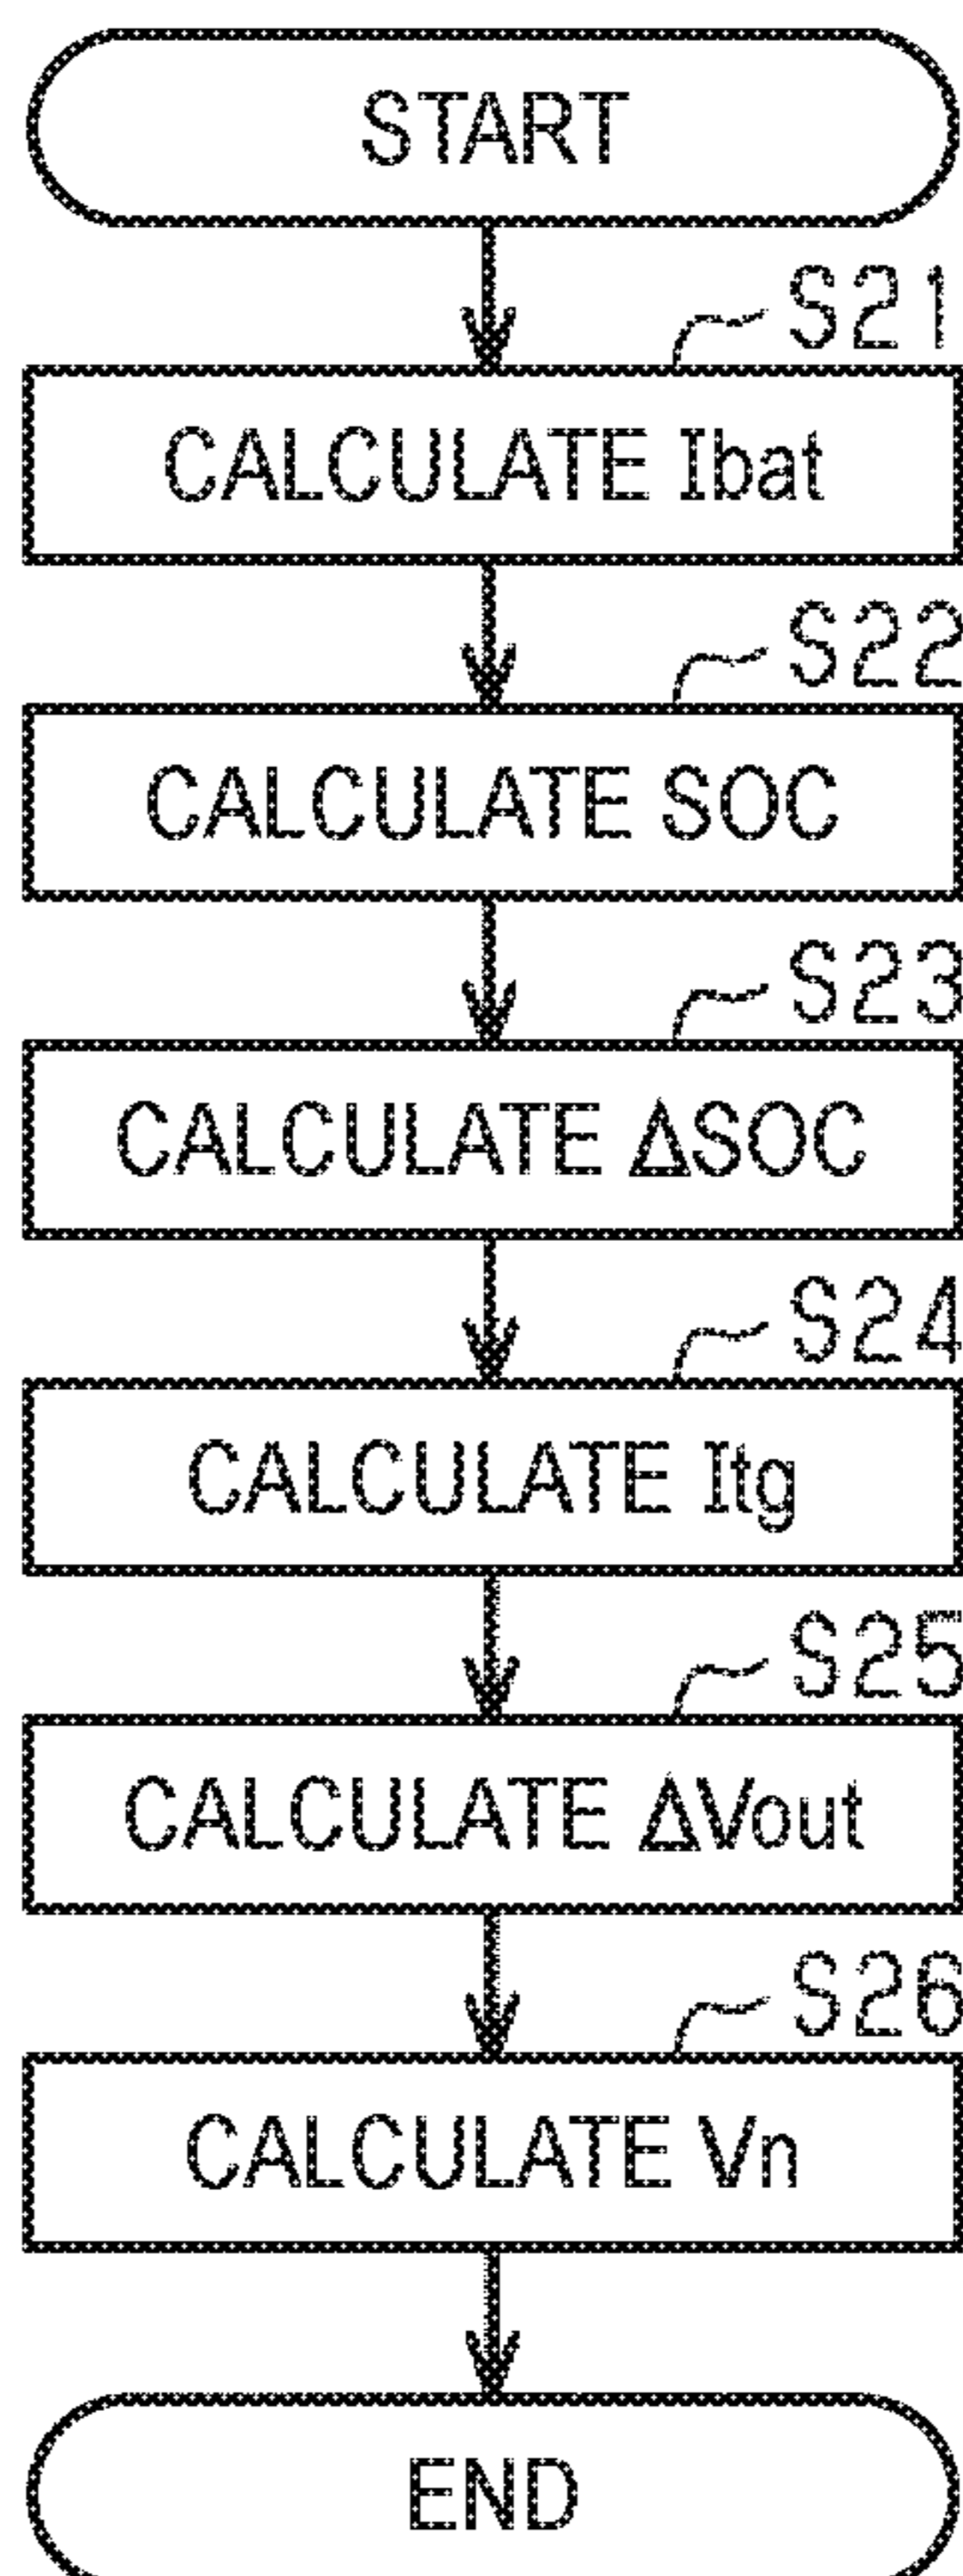 START
S21
CALCULATE Ibat
S22
CALCULATE SOC
S23
CALCULATE ΔSOC
S24
CALCULATE Itg
S25
CALCULATE ΔVout
S26
CALCULATE Vn
END